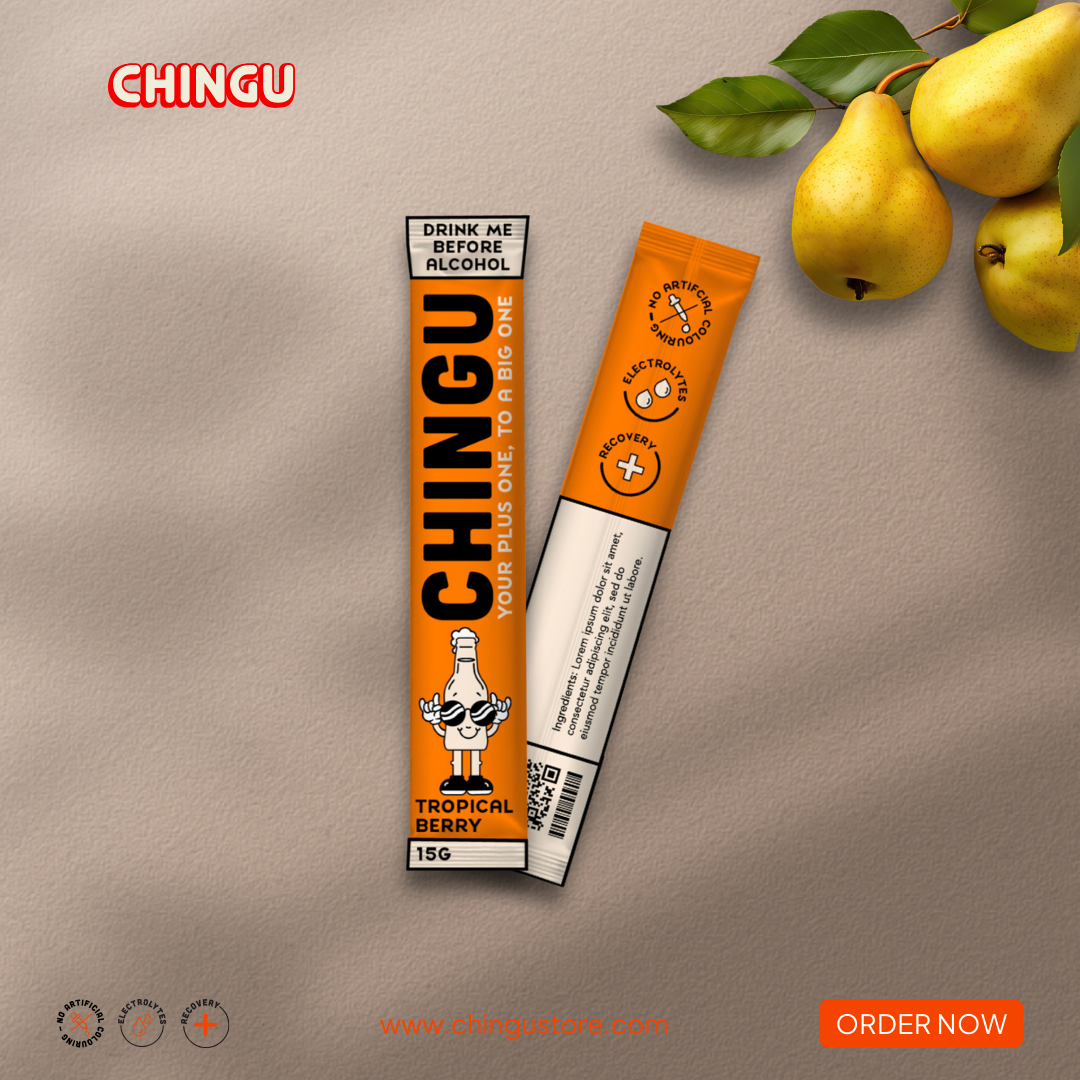 CHINGU
DRINK ME
BEFORE
ALCOHOL
CHINGU
YOUR PLUS ONE, TO A BIG ONE
TROPICAL
BERRY
15G
NO ARTIFCIAL COLOURING
ELECTROLYTES
RECOVERY
Ingredients: Lorem ipsum dolor sit amet,
consectetur adipiscing elit, sed do
eiusmod tempor incididunt ut labore.
NO ARTIFICIAL COLOURING
ELECTROLYTES
RECOVERY
www.chingustore.com
ORDER NOW